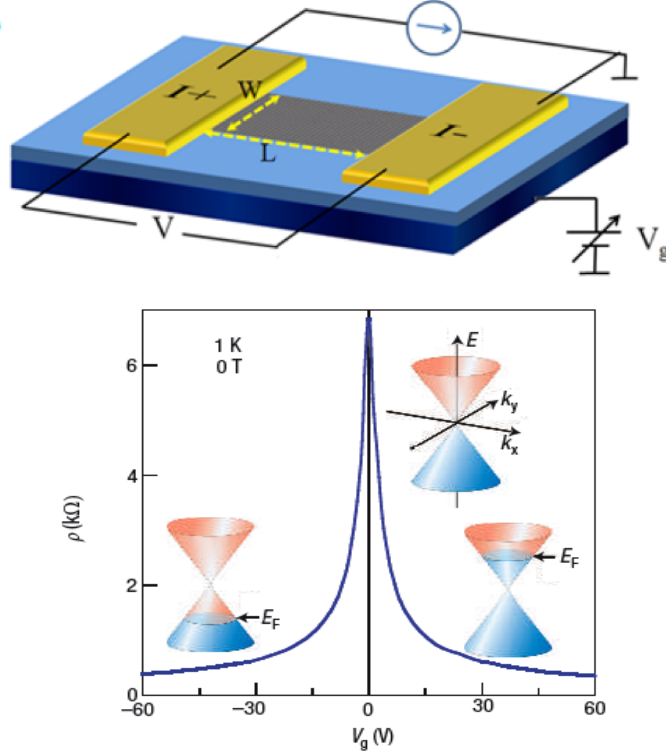 I+
W
I-
L
V
Vg
1 K
0 T
E
ky
kx
EF
EF
ρ (kΩ)
6
4
2
0
−60
−30
0
30
60
Vg (V)